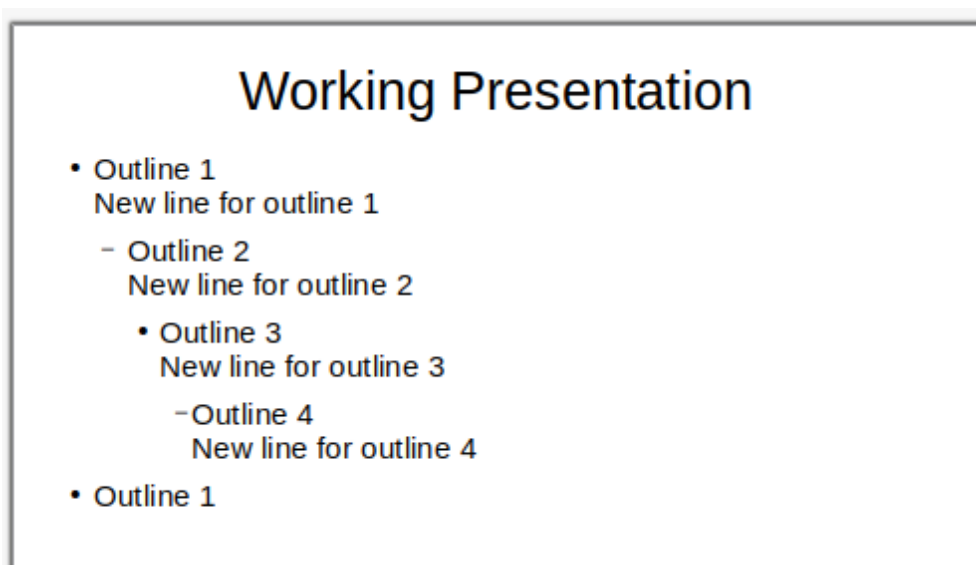 Working Presentation
• Outline 1
New line for outline 1
– Outline 2
New line for outline 2
• Outline 3
New line for outline 3
–Outline 4
New line for outline 4
• Outline 1